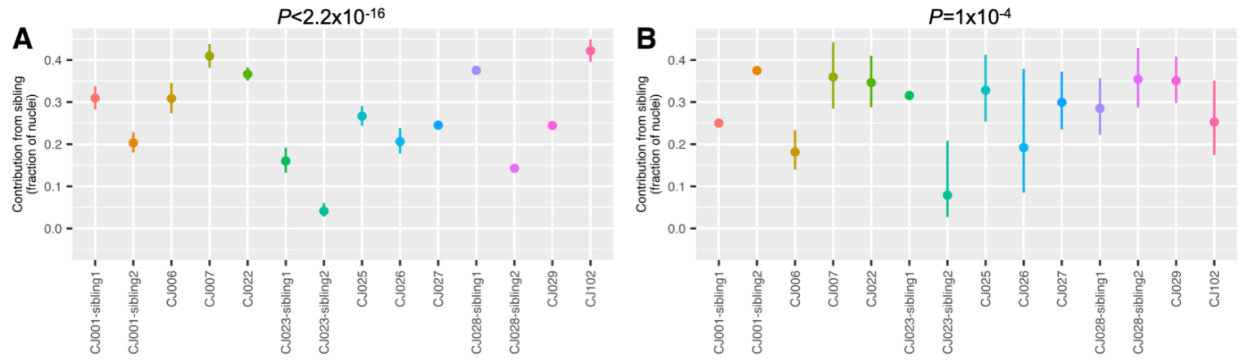 A
P<2.2x10-16
Contribution from sibling
(fraction of nuclei)
0.4
0.3
0.2
0.1
0.0
CJ001-sibling1
CJ001-sibling2
CJ006
CJ007
CJ022
CJ023-sibling1
CJ023-sibling2
CJ025
CJ026
CJ027
CJ028-sibling1
CJ028-sibling2
CJ029
CJ102
B
P=1x10-4
Contribution from sibling
(fraction of nuclei)
0.4
0.3
0.2
0.1
0.0
CJ001-sibling1
CJ001-sibling2
CJ006
CJ007
CJ022
CJ023-sibling1
CJ023-sibling2
CJ025
CJ026
CJ027
CJ028-sibling1
CJ028-sibling2
CJ029
CJ102